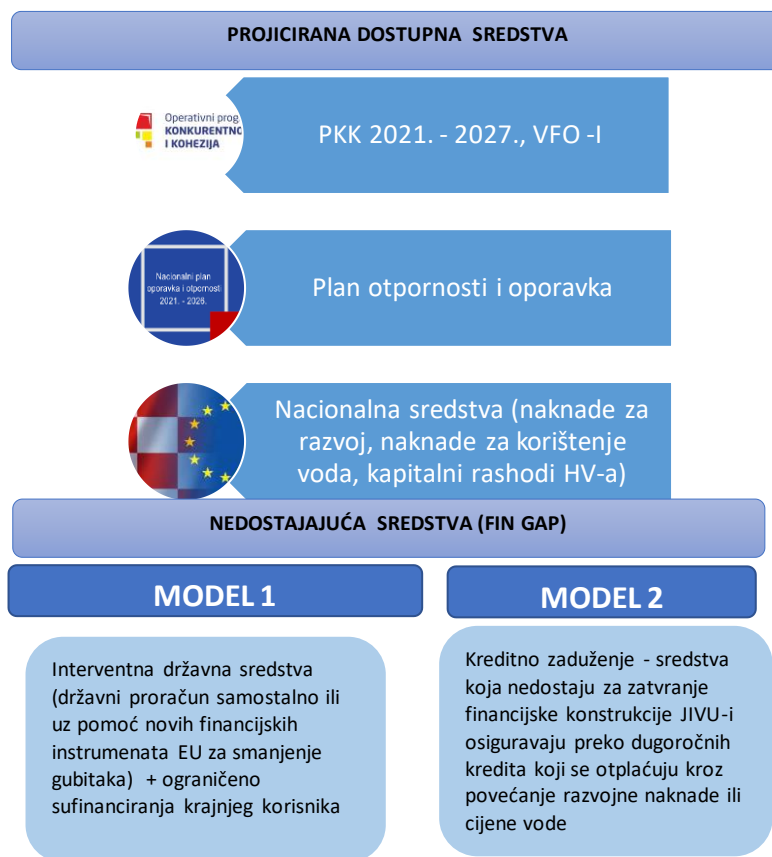 PROJICIRANA DOSTUPNA SREDSTVA
Operativni prog
KONKURENTNO
I KOHEZIJA
PKK 2021. - 2027., VFO -I
Nacionalni plan
oporavka i otpornosti
2021. - 2026.
Plan otpornosti i oporavka
Nacionalna sredstva (naknade za
razvoj, naknade za korištenje
voda, kapitalni rashodi HV-a)
NEDOSTAJAJUĆA SREDSTVA (FIN GAP)
MODEL 1
Interventna državna sredstva
(državni proračun samostalno ili
uz pomoć novih financijskih
instrumenata EU za smanjenje
gubitaka) + ograničeno
sufinanciranja krajnjeg korisnika
MODEL 2
Kreditno zaduženje - sredstva
koja nedostaju za zatvranje
financijske konstrukcije JIVU-i
osiguravaju preko dugoročnih
kredita koji se otplaćuju kroz
povećanje razvojne naknade ili
cijene vode